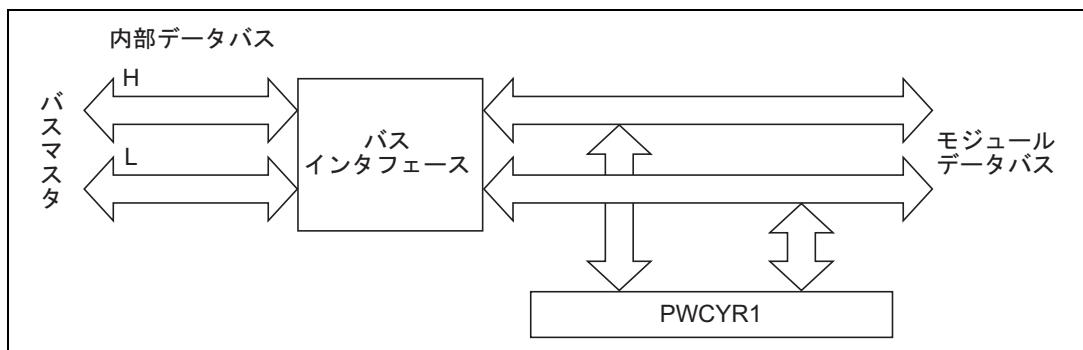 内部データバス
H
バスマスタ
L
バス
インタフェース
モジュール
データバス
PWCYR1